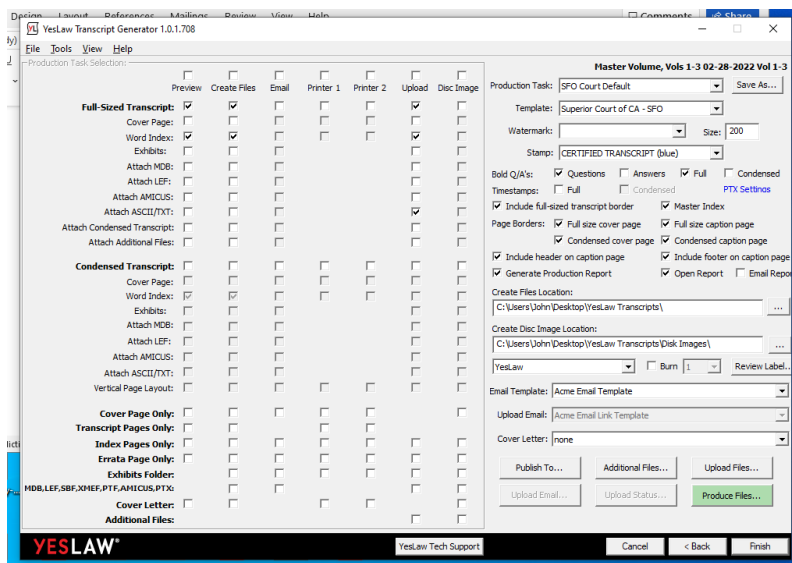 Design Layout References Mailings Review View Help Comments Share
YesLaw Transcript Generator 1.0.1.708
File Tools View Help
Production Task Selection:
Preview Create Files Email Printer 1 Printer 2 Upload Disc Image
Full-Sized Transcript:
Cover Page:
Word Index:
Exhibits:
Attach MDB:
Attach LEF:
Attach AMICUS:
Attach ASCII/TXT:
Attach Condensed Transcript:
Attach Additional Files:
Condensed Transcript:
Cover Page:
Word Index:
Exhibits:
Attach MDB:
Attach LEF:
Attach AMICUS:
Attach ASCII/TXT:
Vertical Page Layout:
Cover Page Only:
Transcript Pages Only:
Index Pages Only:
Errata Page Only:
Exhibits Folder:
MDB,LEF,SBF,XMEF,PTF,AMICUS,PTX:
Cover Letter:
Additional Files:
Master Volume, Vols 1-3 02-28-2022 Vol 1-3
Production Task: SFO Court Default Save As...
Template: Superior Court of CA - SFO
Watermark: Size: 200
Stamp: CERTIFIED TRANSCRIPT (blue)
Bold Q/A's: Questions Answers Full Condensed
Timestamps: Full Condensed PTX Settings
Include full-sized transcript border Master Index
Page Borders: Full size cover page Full size caption page
Condensed cover page Condensed caption page
Include header on caption page Include footer on caption page
Generate Production Report Open Report Email Repor
Create Files Location:
C:\Users\John\Desktop\YesLaw Transcripts\ ...
Create Disc Image Location:
C:\Users\John\Desktop\YesLaw Transcripts\Disk Images\ ...
YesLaw Burn 1 Review Label..
Email Template: Acme Email Template
Upload Email: Acme Email Link Template
Cover Letter: none
Publish To... Additional Files... Upload Files...
Upload Email... Upload Status... Produce Files...
YESLAW® YesLaw Tech Support Cancel < Back Finish